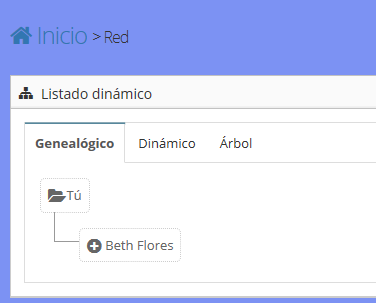 Inicio > Red
Listado dinámico
Genealógico Dinámico Árbol
Tú
Beth Flores